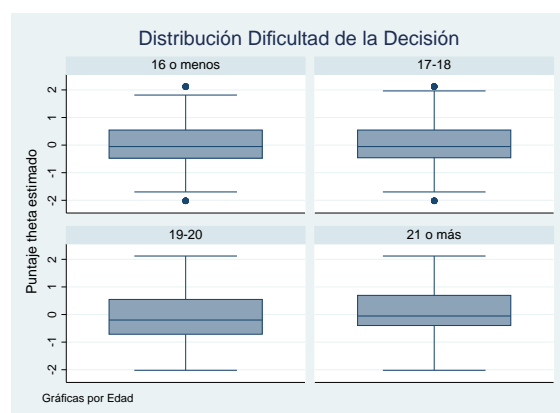 Distribución Dificultad de la Decisión
16 o menos
17-18
2
1
0
-1
-2
19-20
21 o más
2
1
0
-1
-2
Puntaje theta estimado
Gráficas por Edad